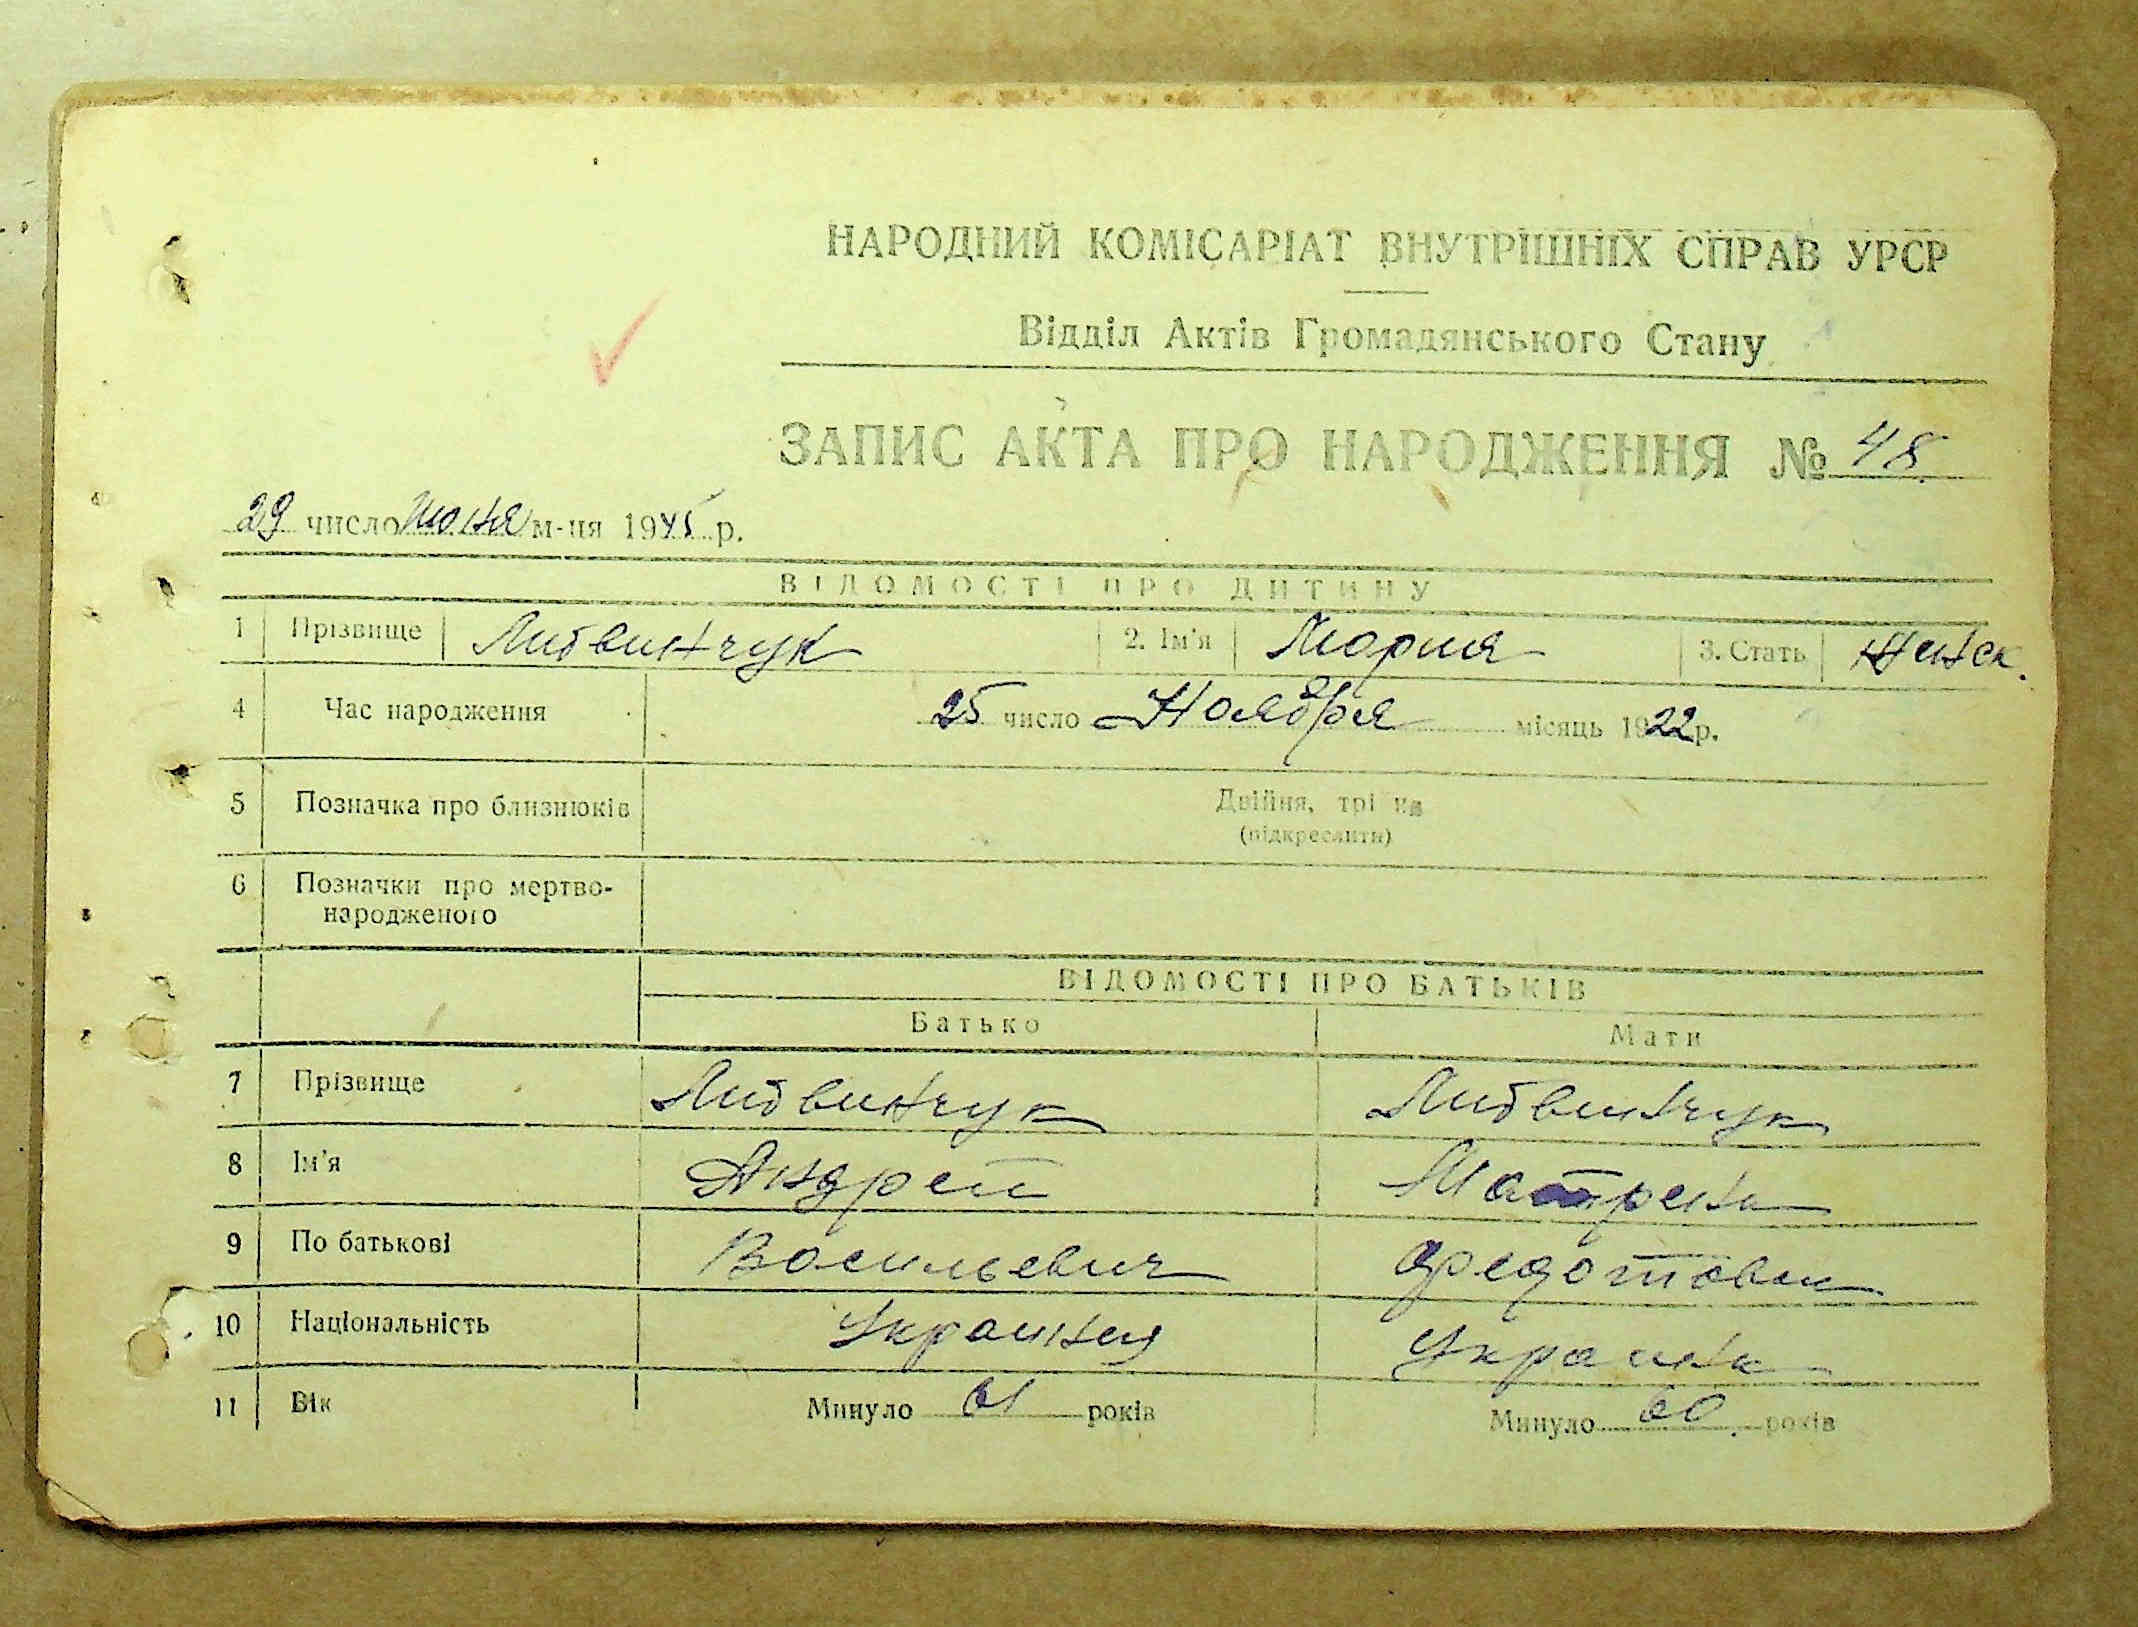 НАРОДНИЙ КОМІСАРІАТ ВНУТРІШНІХ СПРАВ УРСР
Відділ Актів Громадянського Стану
ЗАПИС АКТА ПРО НАРОДЖЕННЯ № 48
29 число июня м-ця 1945 р.
ВІДОМОСТІ ПРО ДИТИНУ
1 Прізвище Литвинчук 2. Ім'я Мария 3. Стать женск.
4 Час народження 25 число Ноября місяць 1922 р.
5 Позначка про близнюків Двійня, трійня
(підкреслити)
6 Позначки про мертво-
народженого
ВІДОМОСТІ ПРО БАТЬКІВ
Батько Мати
7 Прізвище Литвинчук Литвинчук
8 Ім'я Андрей Матрена
9 По батькові Васильевич Федотовна
10 Національність Украинец Украинка
11 Вік Минуло 61 років Минуло 60 років